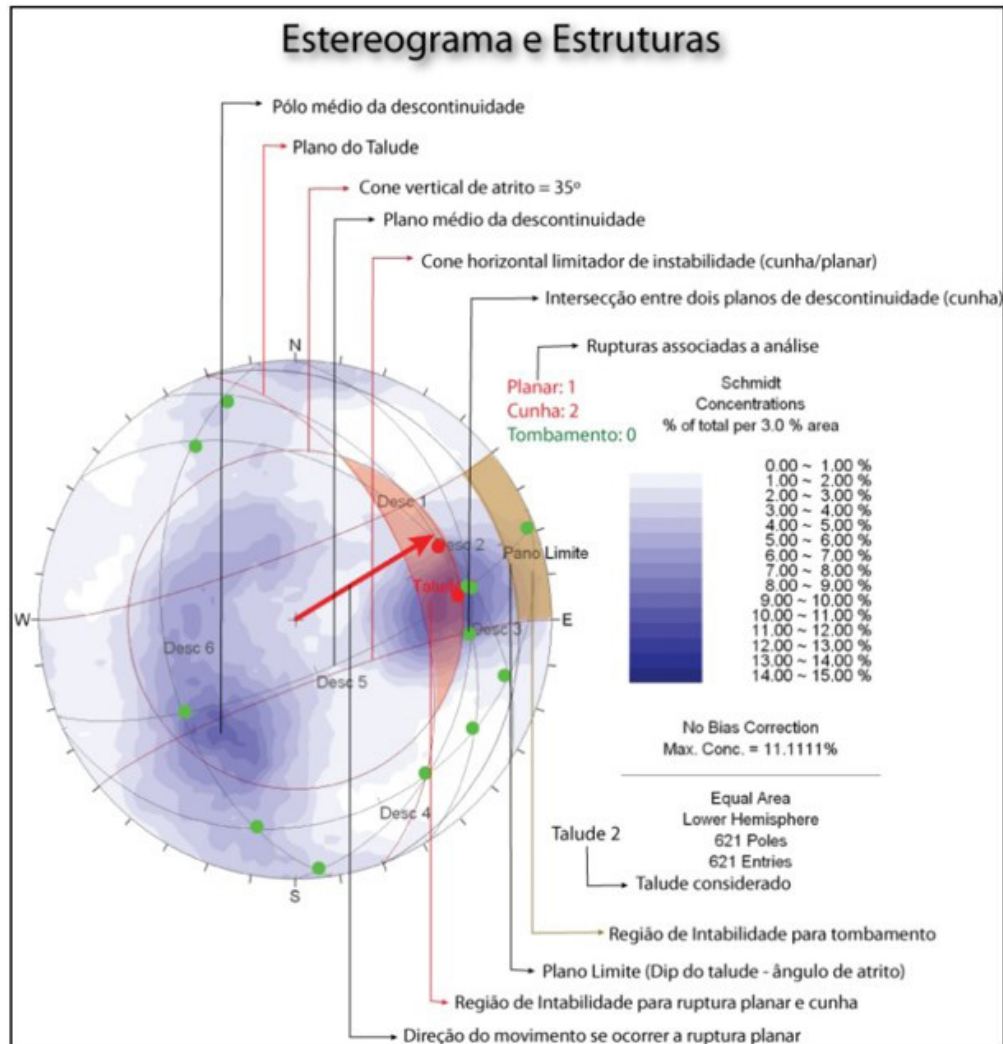 Estereograma e Estruturas
Pólo médio da descontinuidade
Plano do Talude
Cone vertical de atrito = 35º
Plano médio da descontinuidade
Cone horizontal limitador de instabilidade (cunha/planar)
Intersecção entre dois planos de descontinuidade (cunha)
Rupturas associadas a análise
Planar: 1
Cunha: 2
Tombamento: 0
Schmidt
Concentrations
% of total per 3.0 % area
0.00 ~ 1.00 %
1.00 ~ 2.00 %
2.00 ~ 3.00 %
3.00 ~ 4.00 %
4.00 ~ 5.00 %
5.00 ~ 6.00 %
6.00 ~ 7.00 %
7.00 ~ 8.00 %
8.00 ~ 9.00 %
9.00 ~ 10.00 %
10.00 ~ 11.00 %
11.00 ~ 12.00 %
12.00 ~ 13.00 %
13.00 ~ 14.00 %
14.00 ~ 15.00 %
N
Desc 1
Desc 2
Pano Limite
W
E
Desc 3
Desc 6
Desc 5
Desc 4
S
No Bias Correction
Max. Conc. = 11.1111%
Equal Area
Lower Hemisphere
621 Poles
621 Entries
Talude 2
Talude considerado
Região de Intabilidade para tombamento
Plano Limite (Dip do talude - ângulo de atrito)
Região de Intabilidade para ruptura planar e cunha
Direção do movimento se ocorrer a ruptura planar